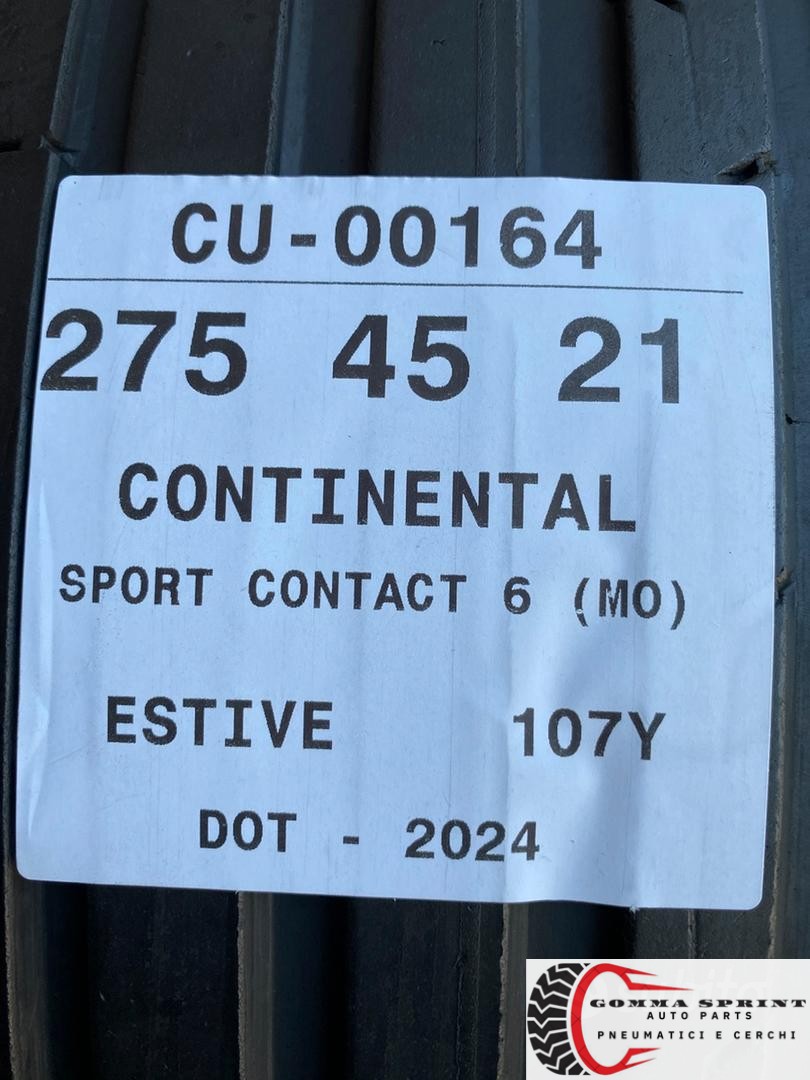 CU-00164
275 45 21
CONTINENTAL
SPORT CONTACT 6 (MO)
ESTIVE 107Y
DOT - 2024
GOMMA SPRINT
AUTO PARTS
PNEUMATICI E CERCHI